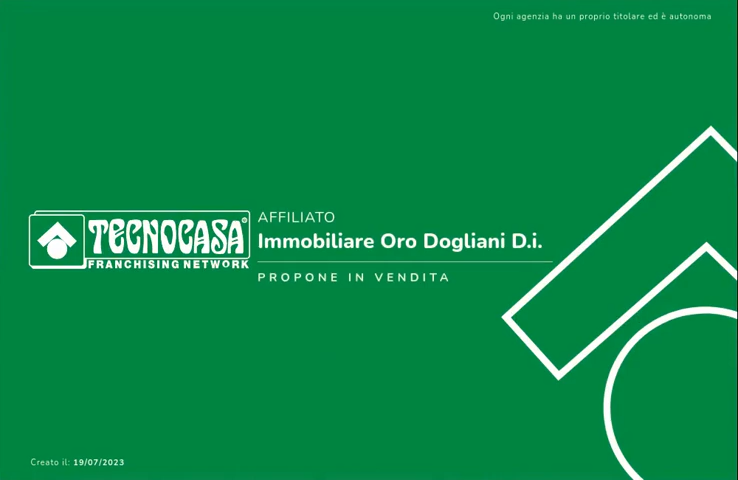 Ogni agenzia ha un proprio titolare ed è autonoma
TECNOCASA®
FRANCHISING NETWORK
AFFILIATO
Immobiliare Oro Dogliani D.i.
PROPONE IN VENDITA
Creato il: 19/07/2023